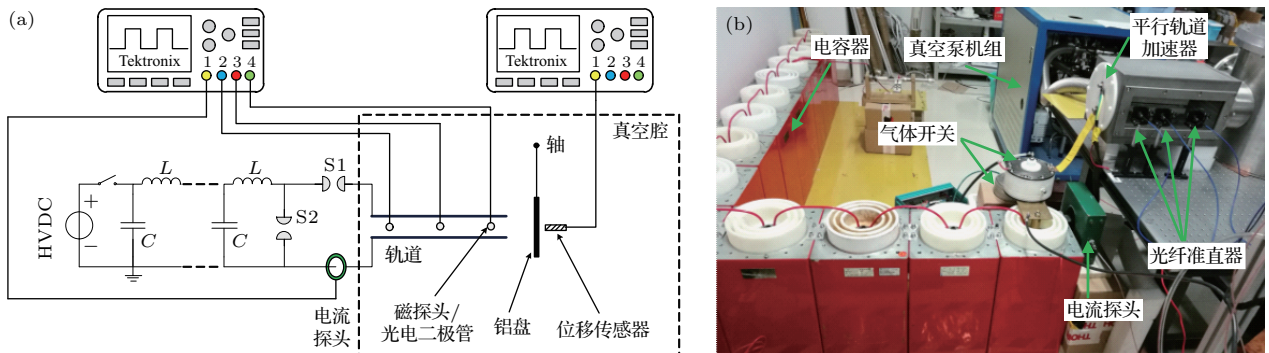 (a)
Tektronix
1 2 3 4
Tektronix
1 2 3 4
真空腔
轴
L
L
S1
S2
HVDC
+
−
C
C
轨道
电流
探头
磁探头/
光电二极管
铝盘
位移传感器
(b)
电容器
真空泵机组
平行轨道
加速器
气体开关
光纤准直器
电流探头